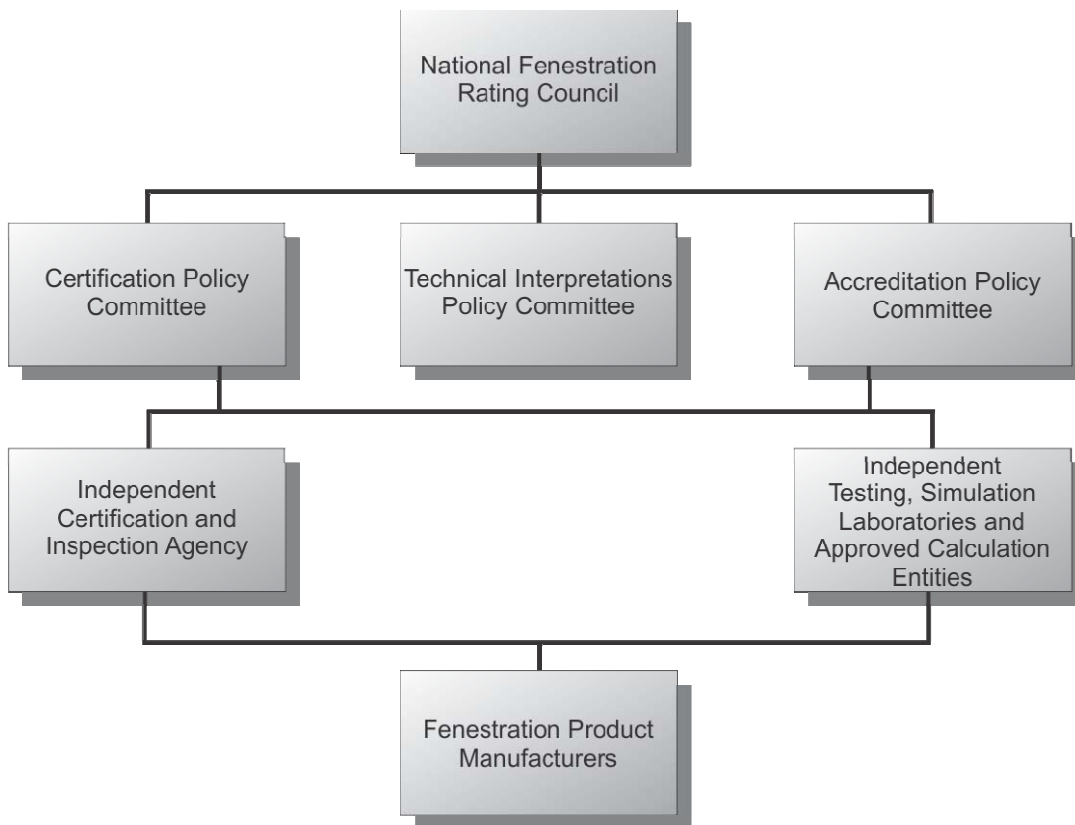 National Fenestration
Rating Council
Certification Policy
Committee
Technical Interpretations
Policy Committee
Accreditation Policy
Committee
Independent
Certification and
Inspection Agency
Independent
Testing, Simulation
Laboratories and
Approved Calculation
Entities
Fenestration Product
Manufacturers